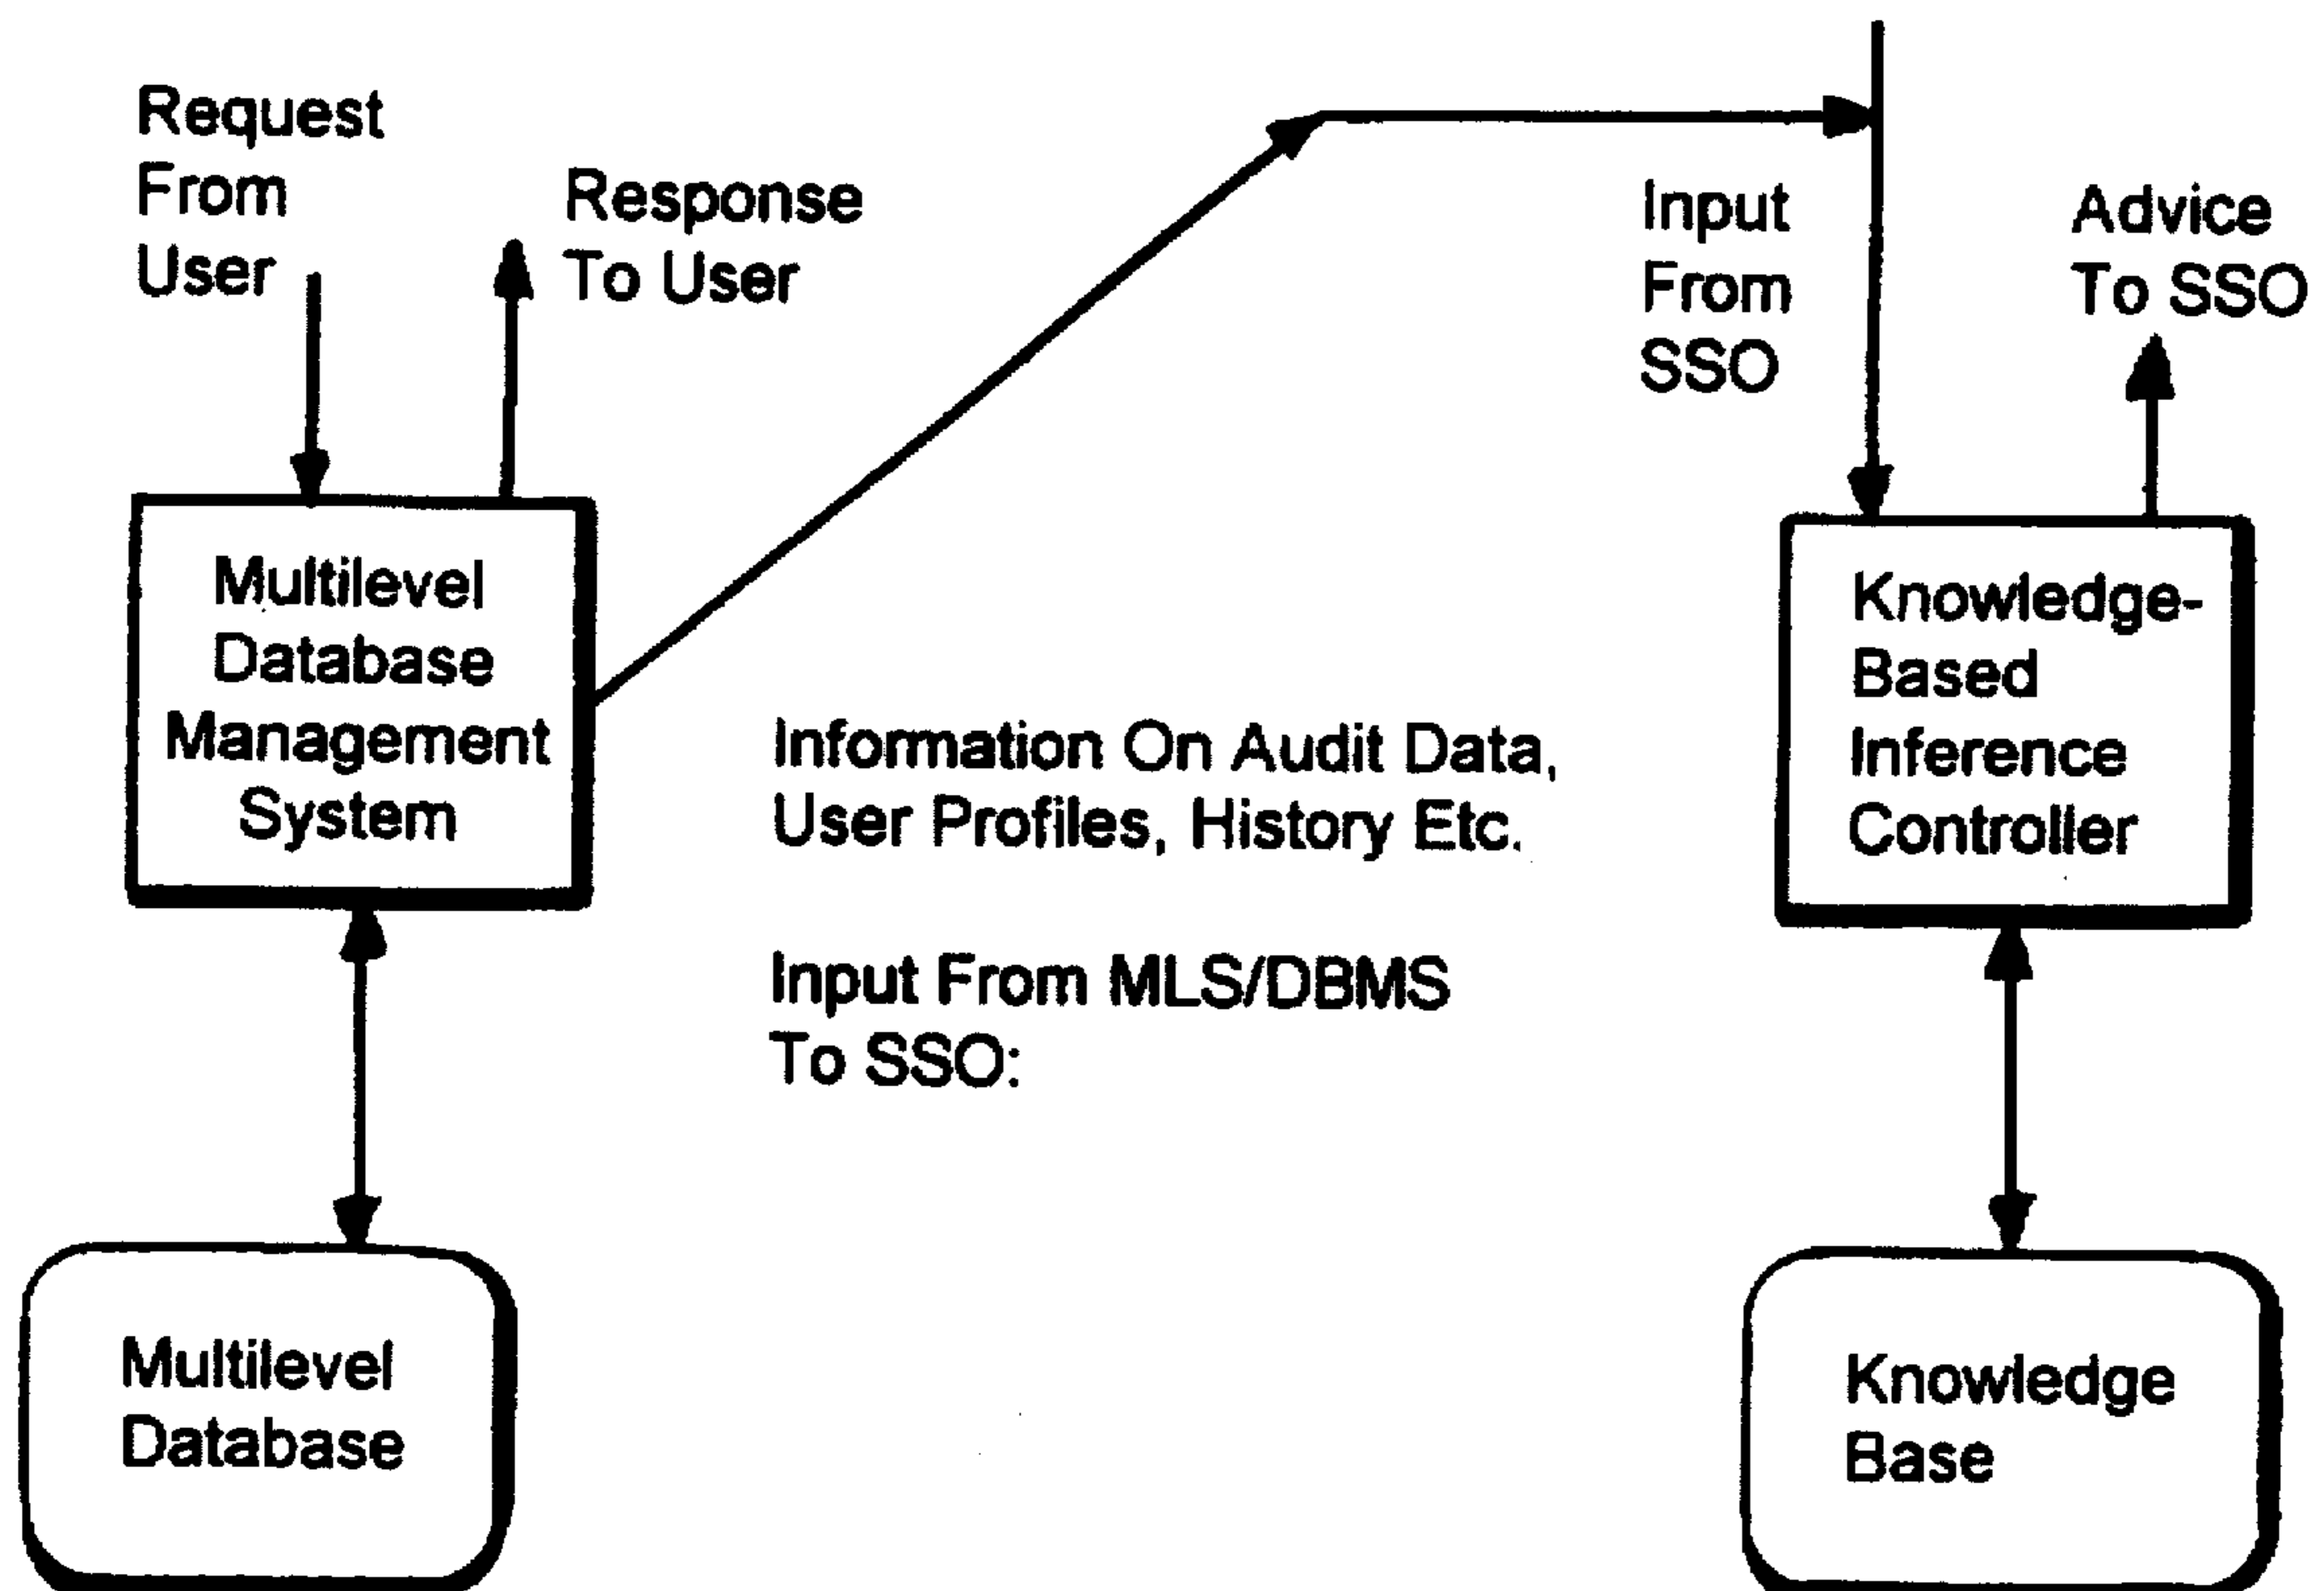 Request
From
User
Response
To User
Input
From
SSO
Advice
To SSO
Multilevel
Database
Management
System
Information On Audit Data,
User Profiles, History Etc.
Input From MLS/DBMS
To SSO:
Knowledge-
Based
Inference
Controller
Multilevel
Database
Knowledge
Base